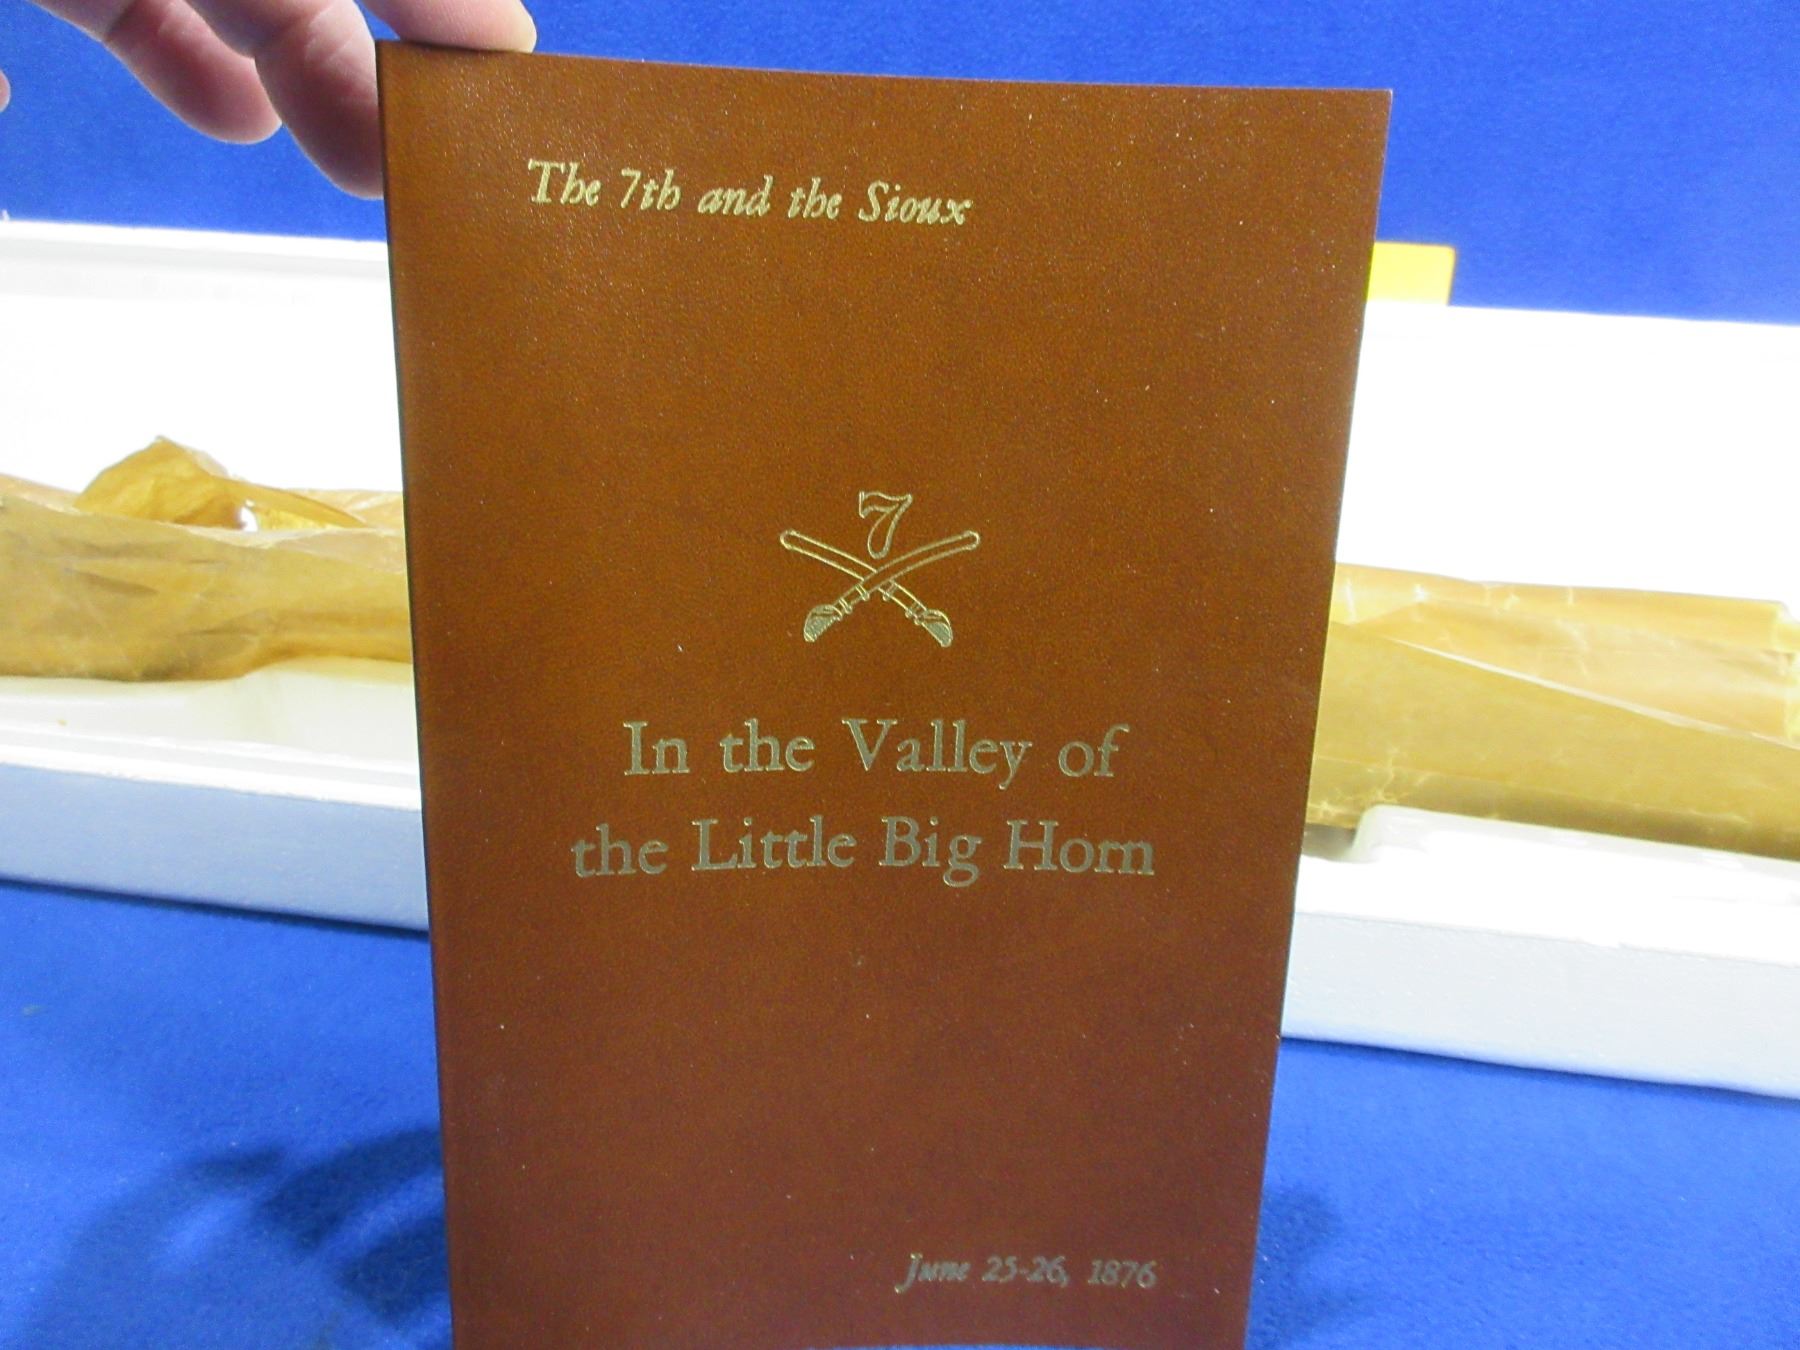 The 7th and the Sioux
7
In the Valley of
the Little Big Horn
June 25-26, 1876